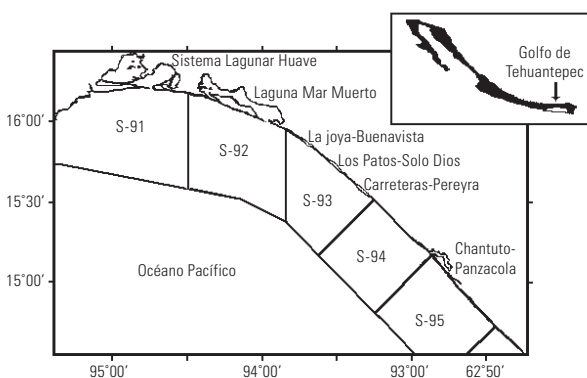 Golfo de
Tehuantepec
Sistema Lagunar Huave
Laguna Mar Muerto
16°00'
S-91
La joya-Buenavista
S-92
Los Patos-Solo Dios
Carreteras-Pereyra
15°30'
S-93
Chantuto-
Panzacola
S-94
15°00'
Océano Pacífico
S-95
95°00'
94°00'
93°00'
62°50'